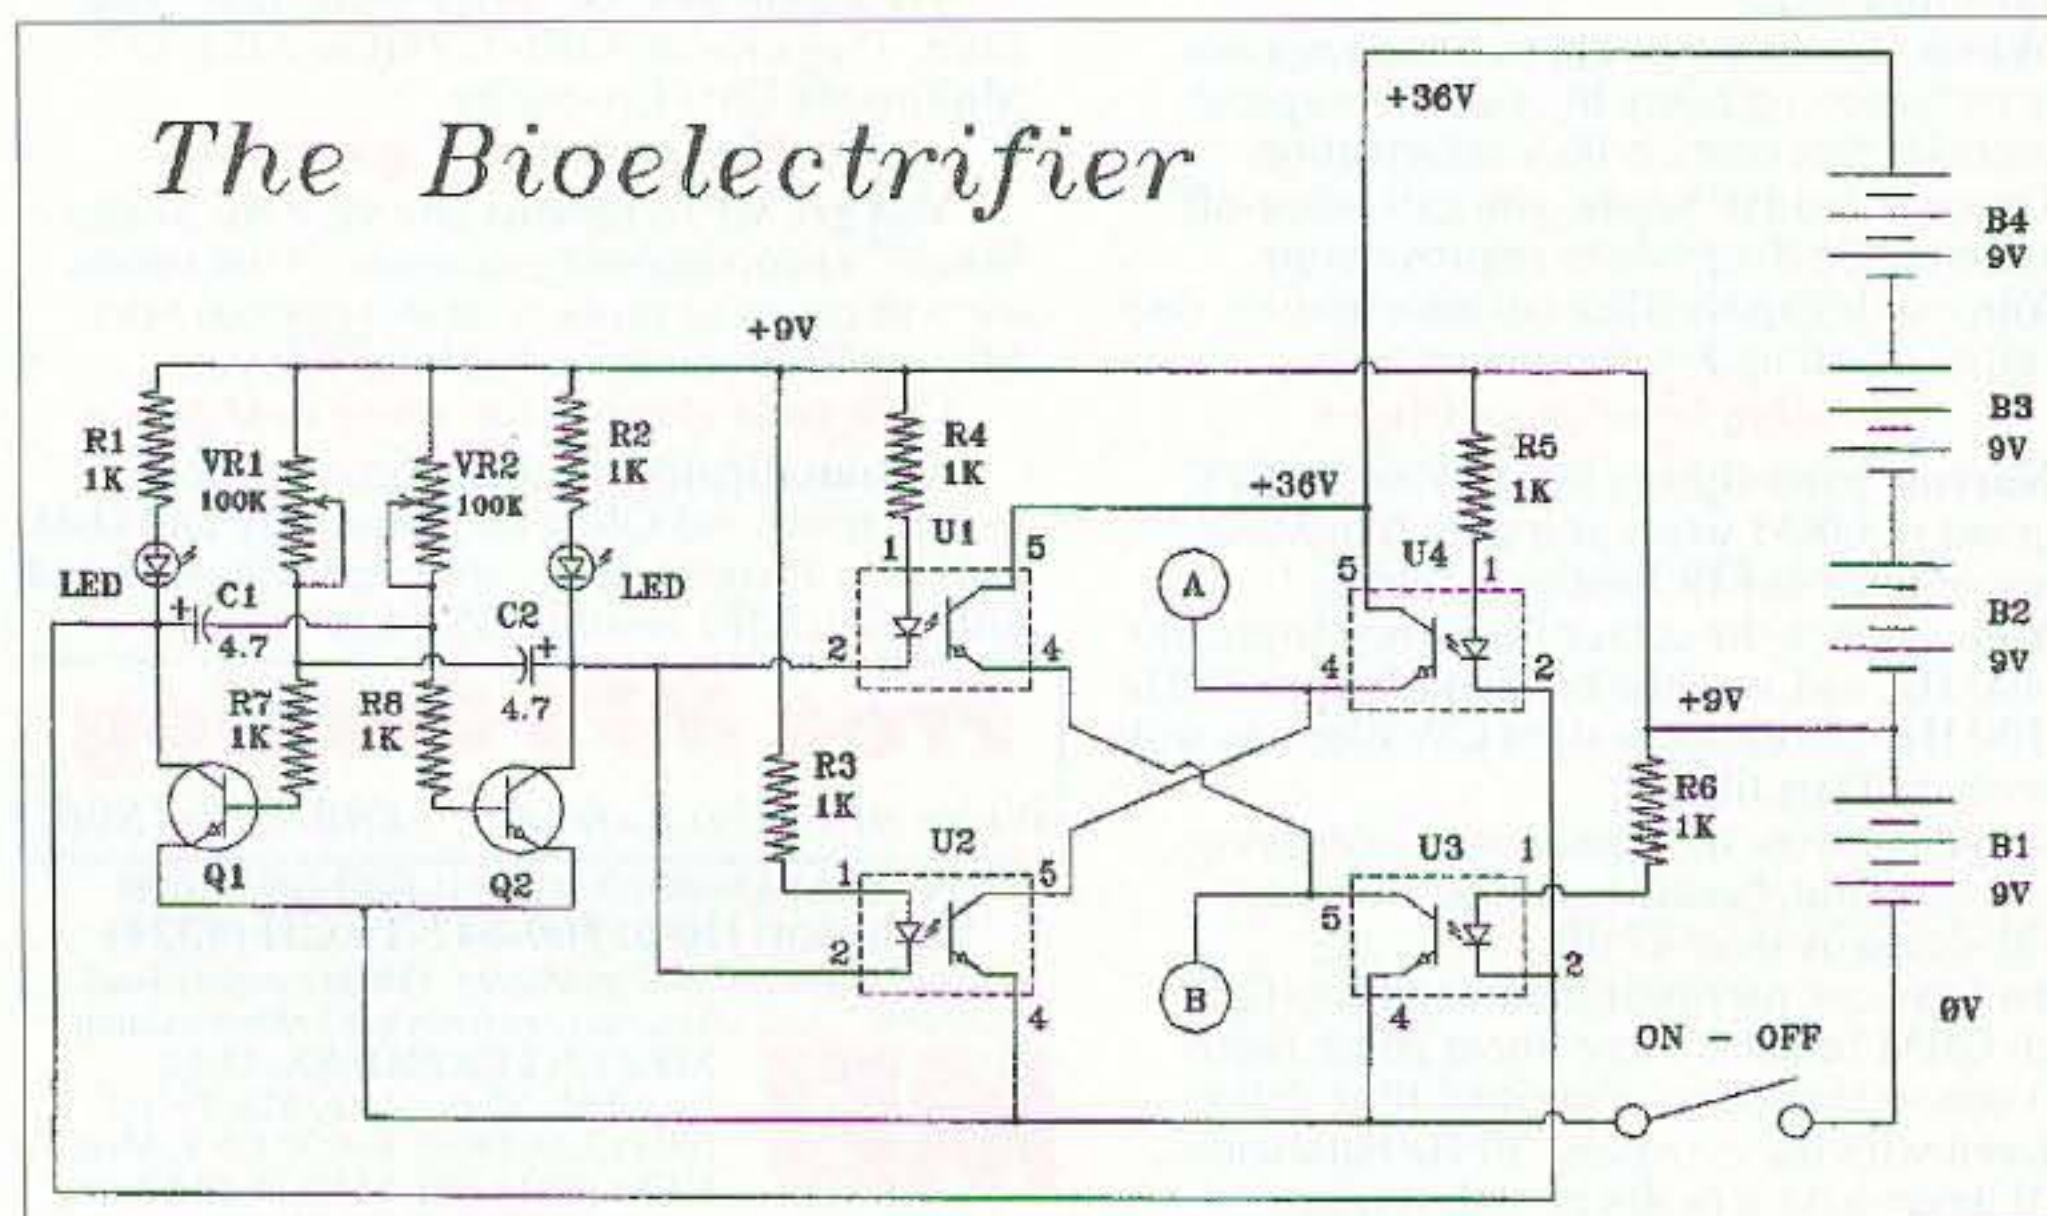 The Bioelectrifier
+36V
B4
9V
+9V
R1
1K
VR1
100K
VR2
100K
R2
1K
R4
1K
R5
1K
B3
9V
+36V
U1
1
5
2
4
A
U4
5
1
4
2
LED
+
C1
4.7
C2
+
4.7
LED
B2
9V
R7
1K
R8
1K
+9V
R3
1K
R6
1K
Q1
Q2
U2
1
5
2
4
U3
1
5
2
4
B
B1
9V
0V
ON - OFF